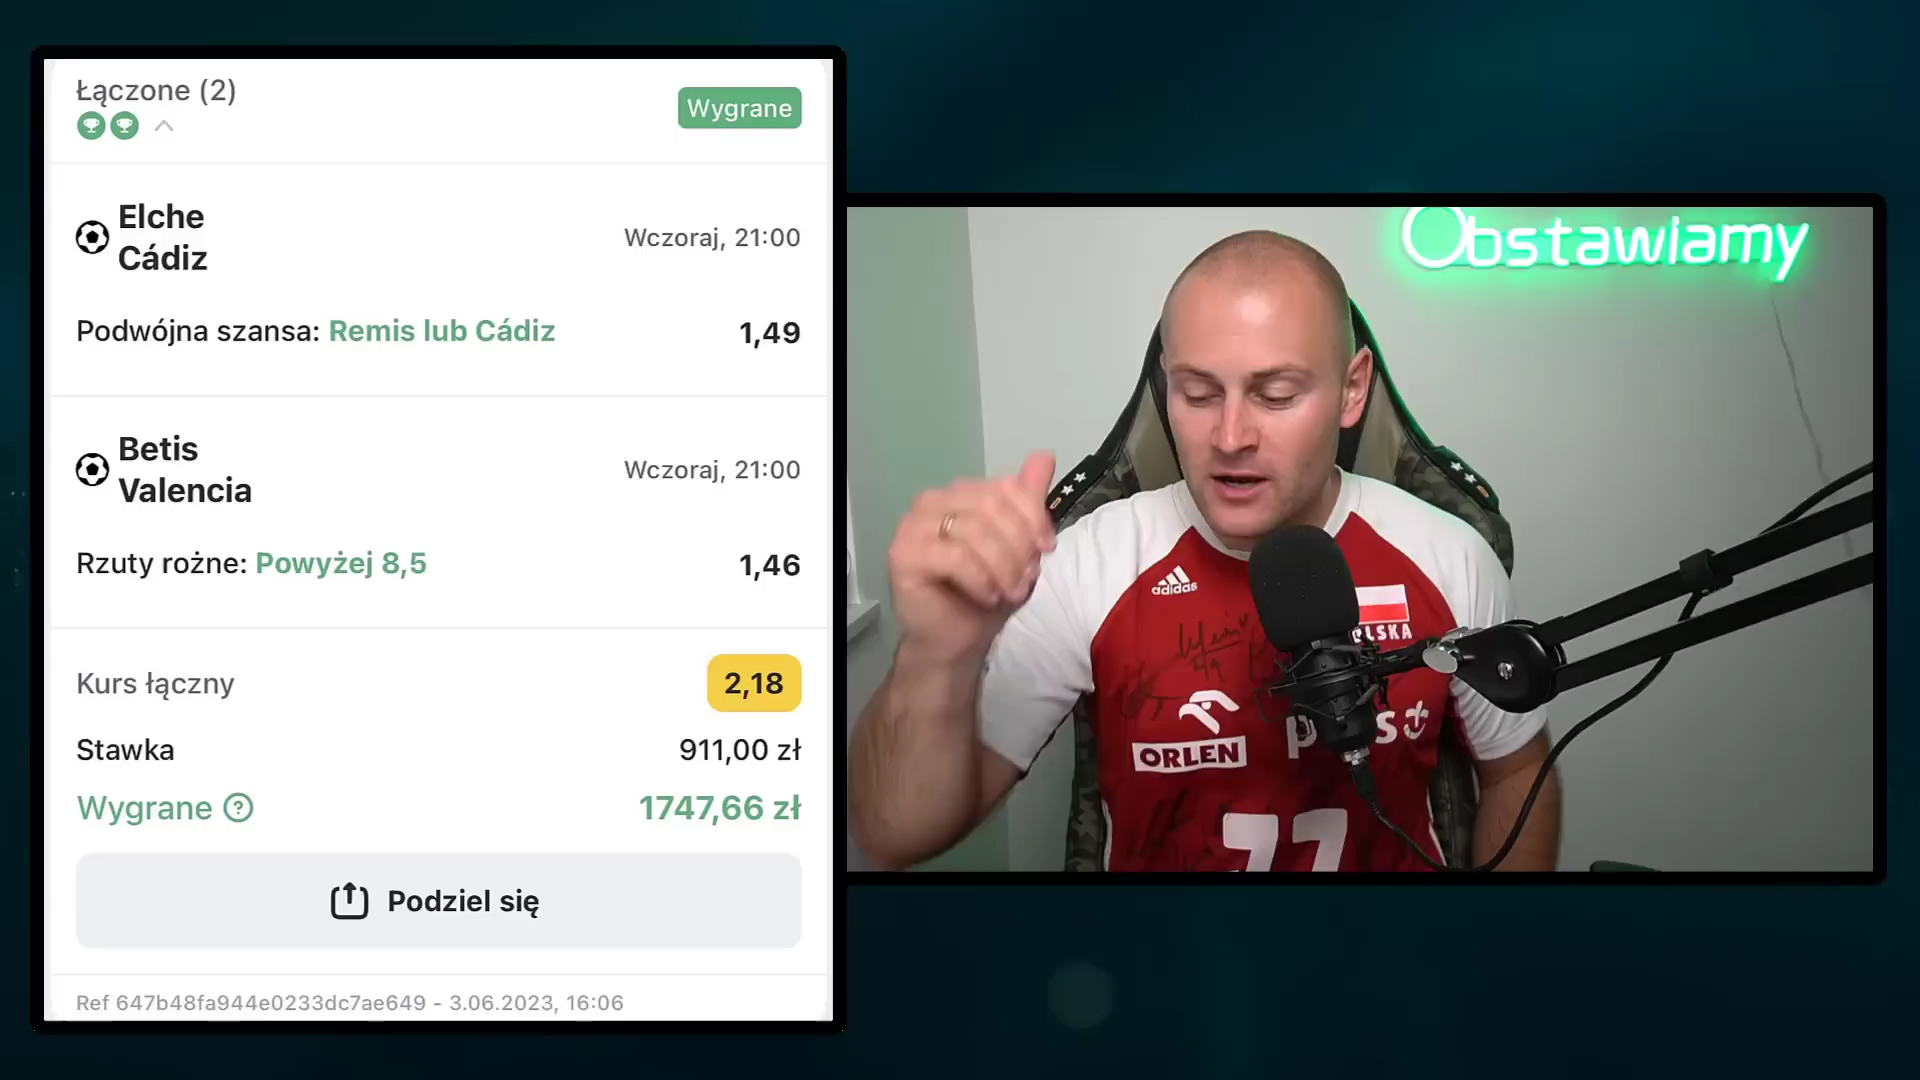 Łączone (2)
Wygrane
Elche
Cádiz
Wczoraj, 21:00
Podwójna szansa: Remis lub Cádiz
1,49
Betis
Valencia
Wczoraj, 21:00
Rzuty rożne: Powyżej 8,5
1,46
Kurs łączny
2,18
Stawka
911,00 zł
Wygrane
1747,66 zł
Podziel się
Ref 647b48fa944e0233dc7ae649 - 3.06.2023, 16:06
Obstawiamy
adidas
ORLEN